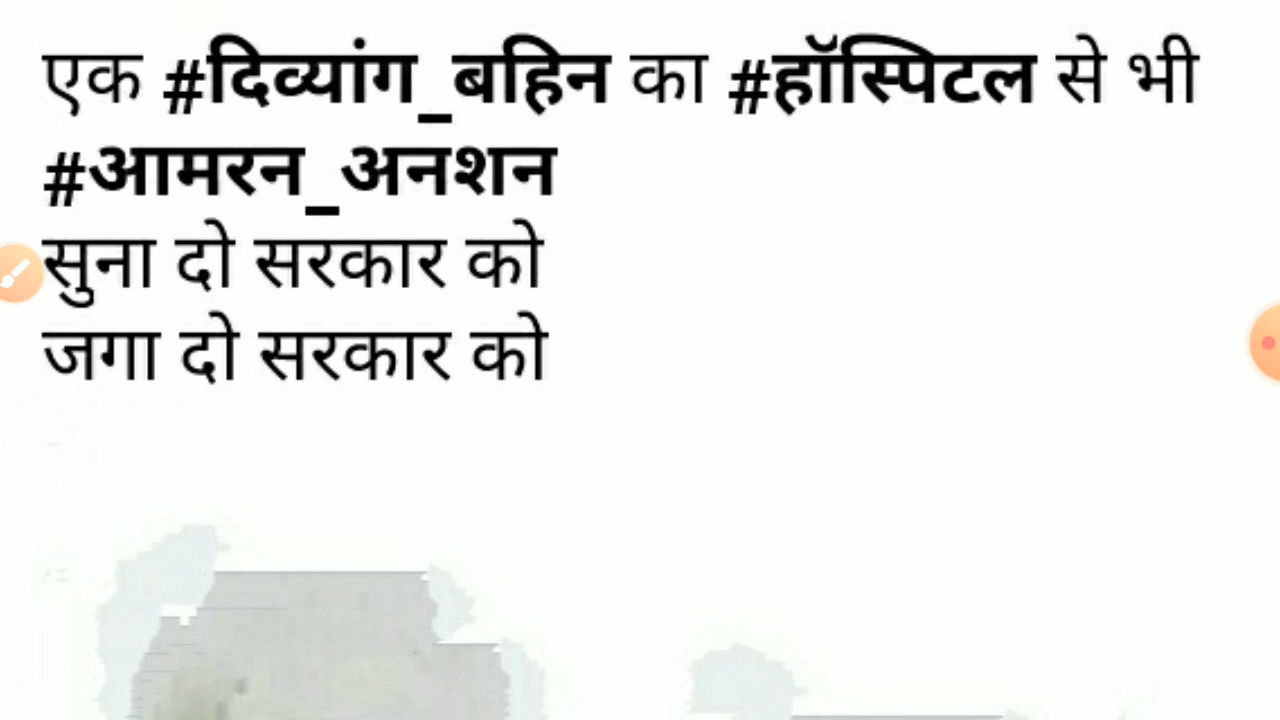 एक #दिव्यांग_बहिन का #हॉस्पिटल से भी
#आमरन_अनशन
सुना दो सरकार को
जगा दो सरकार को